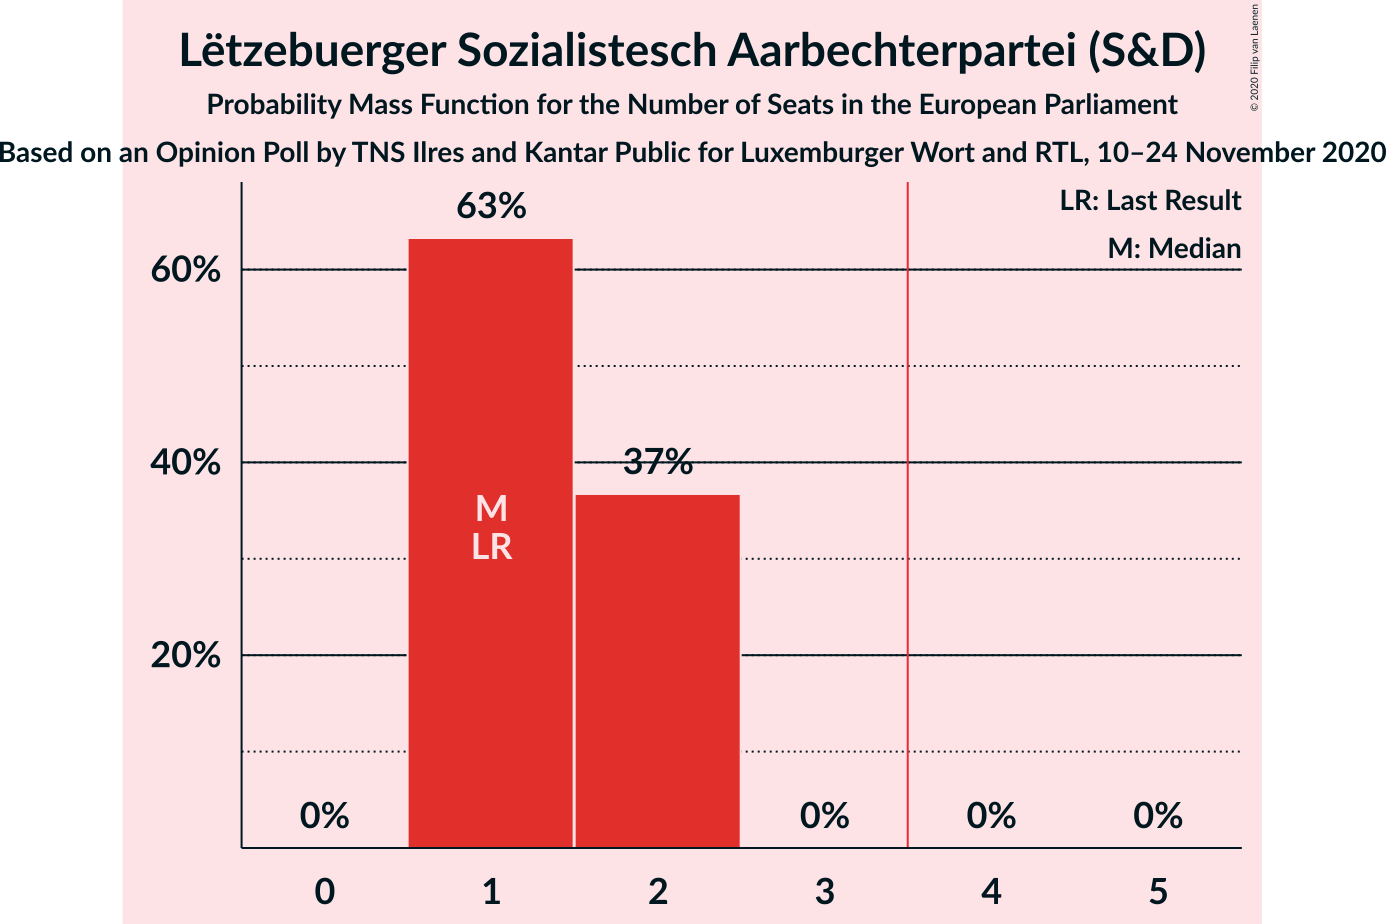 Lëtzebuerger Sozialistesch Aarbechterpartei (S&D)
Probability Mass Function for the Number of Seats in the European Parliament
Based on an Opinion Poll by TNS Ilres and Kantar Public for Luxemburger Wort and RTL, 10–24 November 2020
© 2020 Filip van Laenen
LR: Last Result
M: Median
63%
60%
40%
37%
M
LR
20%
0%
0%
0%
0%
0 1 2 3 4 5